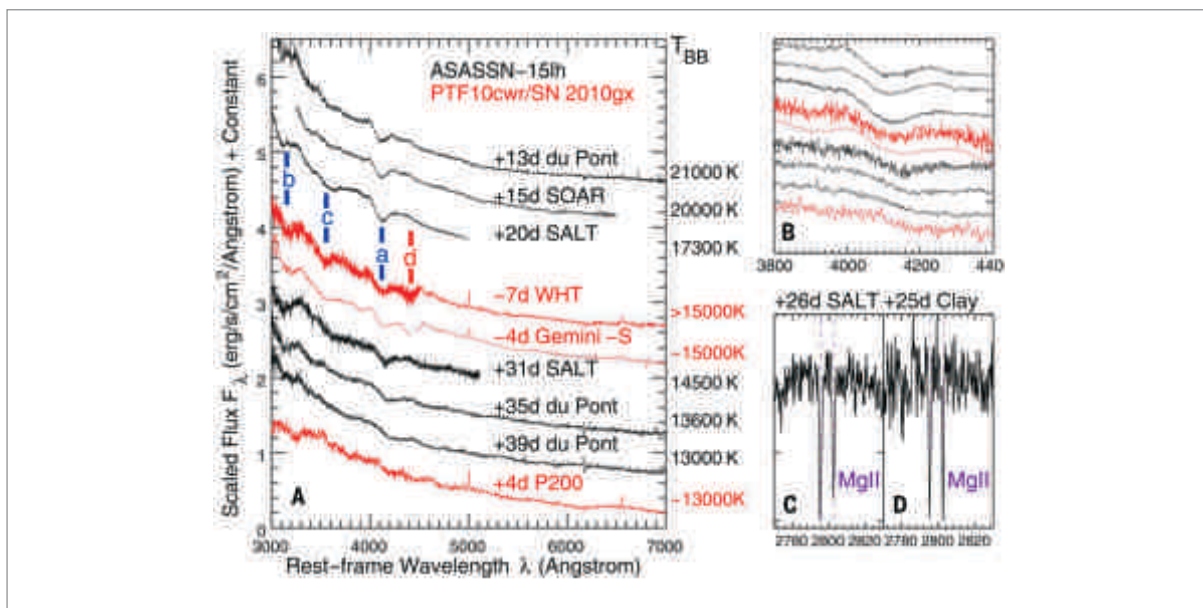 T BB
ASASSN-15lh
PTF10cwr/SN 2010gx
+13d du Pont
21000 K
+15d SOAR
20000 K
+20d SALT
17300 K
b
c
a
d
-7d WHT
>15000K
-4d Gemini -S
~15000K
+31d SALT
14500 K
+35d du Pont
13600 K
+39d du Pont
13000 K
+4d P200
~13000K
A
Scaled Flux Fλ (erg/s/cm²/Angstrom) + Constant
6
5
4
3
2
1
0
3000 4000 5000 6000 7000
Rest-frame Wavelength λ (Angstrom)
B
3800 4000 4200 440
+26d SALT +25d Clay
MgII MgII
C D
2780 2800 2820 2780 2800 2820